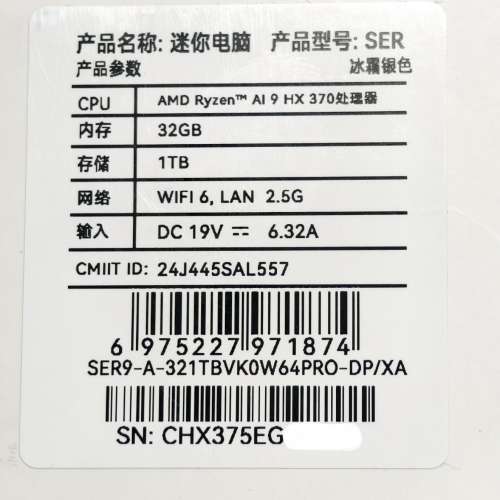 产品名称: 迷你电脑 产品型号: SER
产品参数 冰霜银色
CPU AMD Ryzen™ AI 9 HX 370处理器
内存 32GB
存储 1TB
网络 WIFI 6, LAN 2.5G
输入 DC 19V ⎓ 6.32A
CMIIT ID: 24J445SAL557
6 975227 971874
SER9-A-321TBVK0W64PRO-DP/XA
SN: CHX375EG